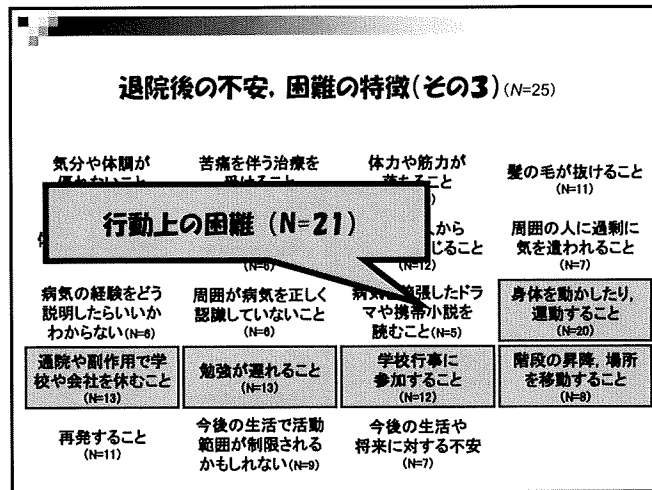 退院後の不安，困難の特徴（その3）(N=25)
気分や体調が
苦痛を伴う治療を
体力や筋力が
髪の毛が抜けること
(N=11)
行動上の困難（N=21）
(N=6)
じること
(N=12)
周囲の人に過剰に
気を遣われること
(N=7)
病気の経験をどう
説明したらいいか
わからない(N=6)
周囲が病気を正しく
認識していないこと
(N=6)
したドラ
マや携帯小説を
読むこと(N=5)
身体を動かしたり，
運動すること
(N=20)
通院や副作用で学
校や会社を休むこと
(N=13)
勉強が遅れること
(N=13)
学校行事に
参加すること
(N=12)
階段の昇降，場所
を移動すること
(N=8)
再発すること
(N=11)
今後の生活で活動
範囲が制限される
かもしれない(N=9)
今後の生活や
将来に対する不安
(N=7)